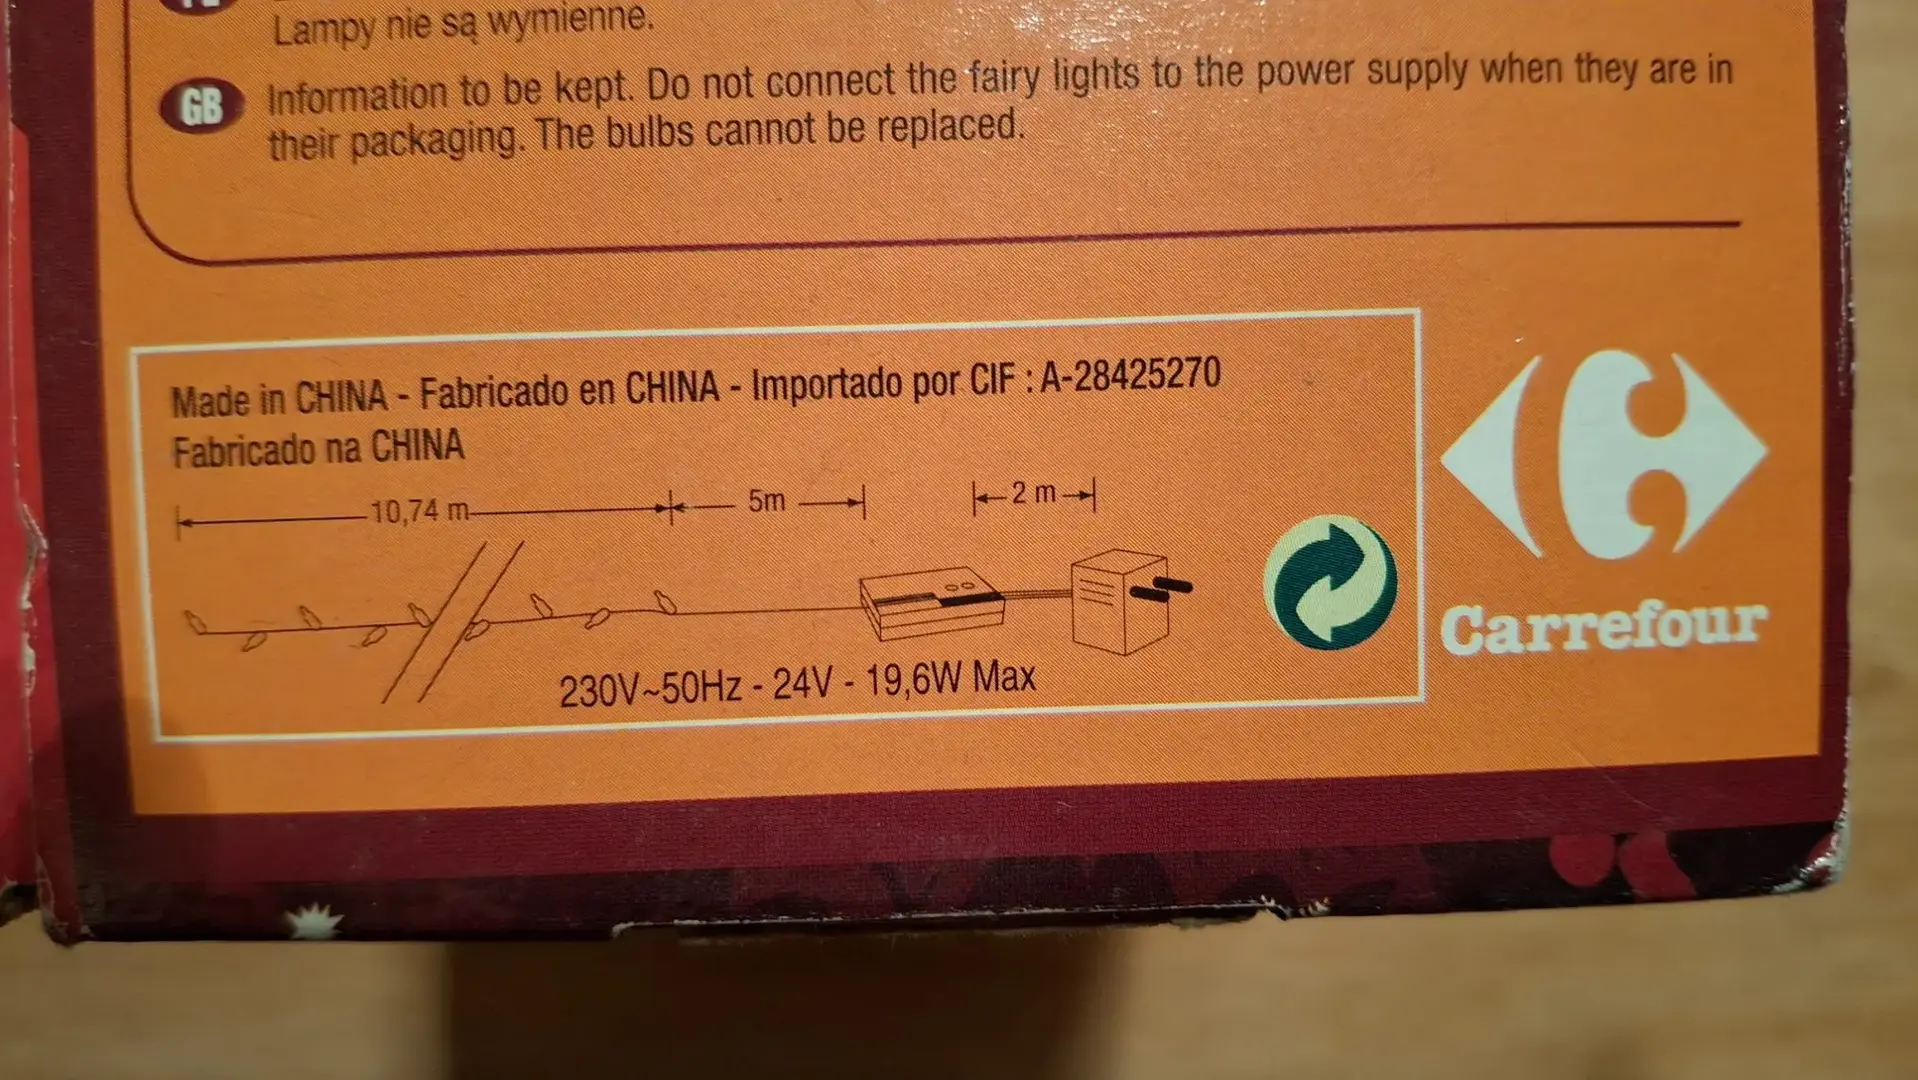 Lampy nie są wymienne.
GB Information to be kept. Do not connect the fairy lights to the power supply when they are in
their packaging. The bulbs cannot be replaced.
Made in CHINA - Fabricado en CHINA - Importado por CIF : A-28425270
Fabricado na CHINA
10,74 m 5m 2 m
230V~50Hz - 24V - 19,6W Max
Carrefour